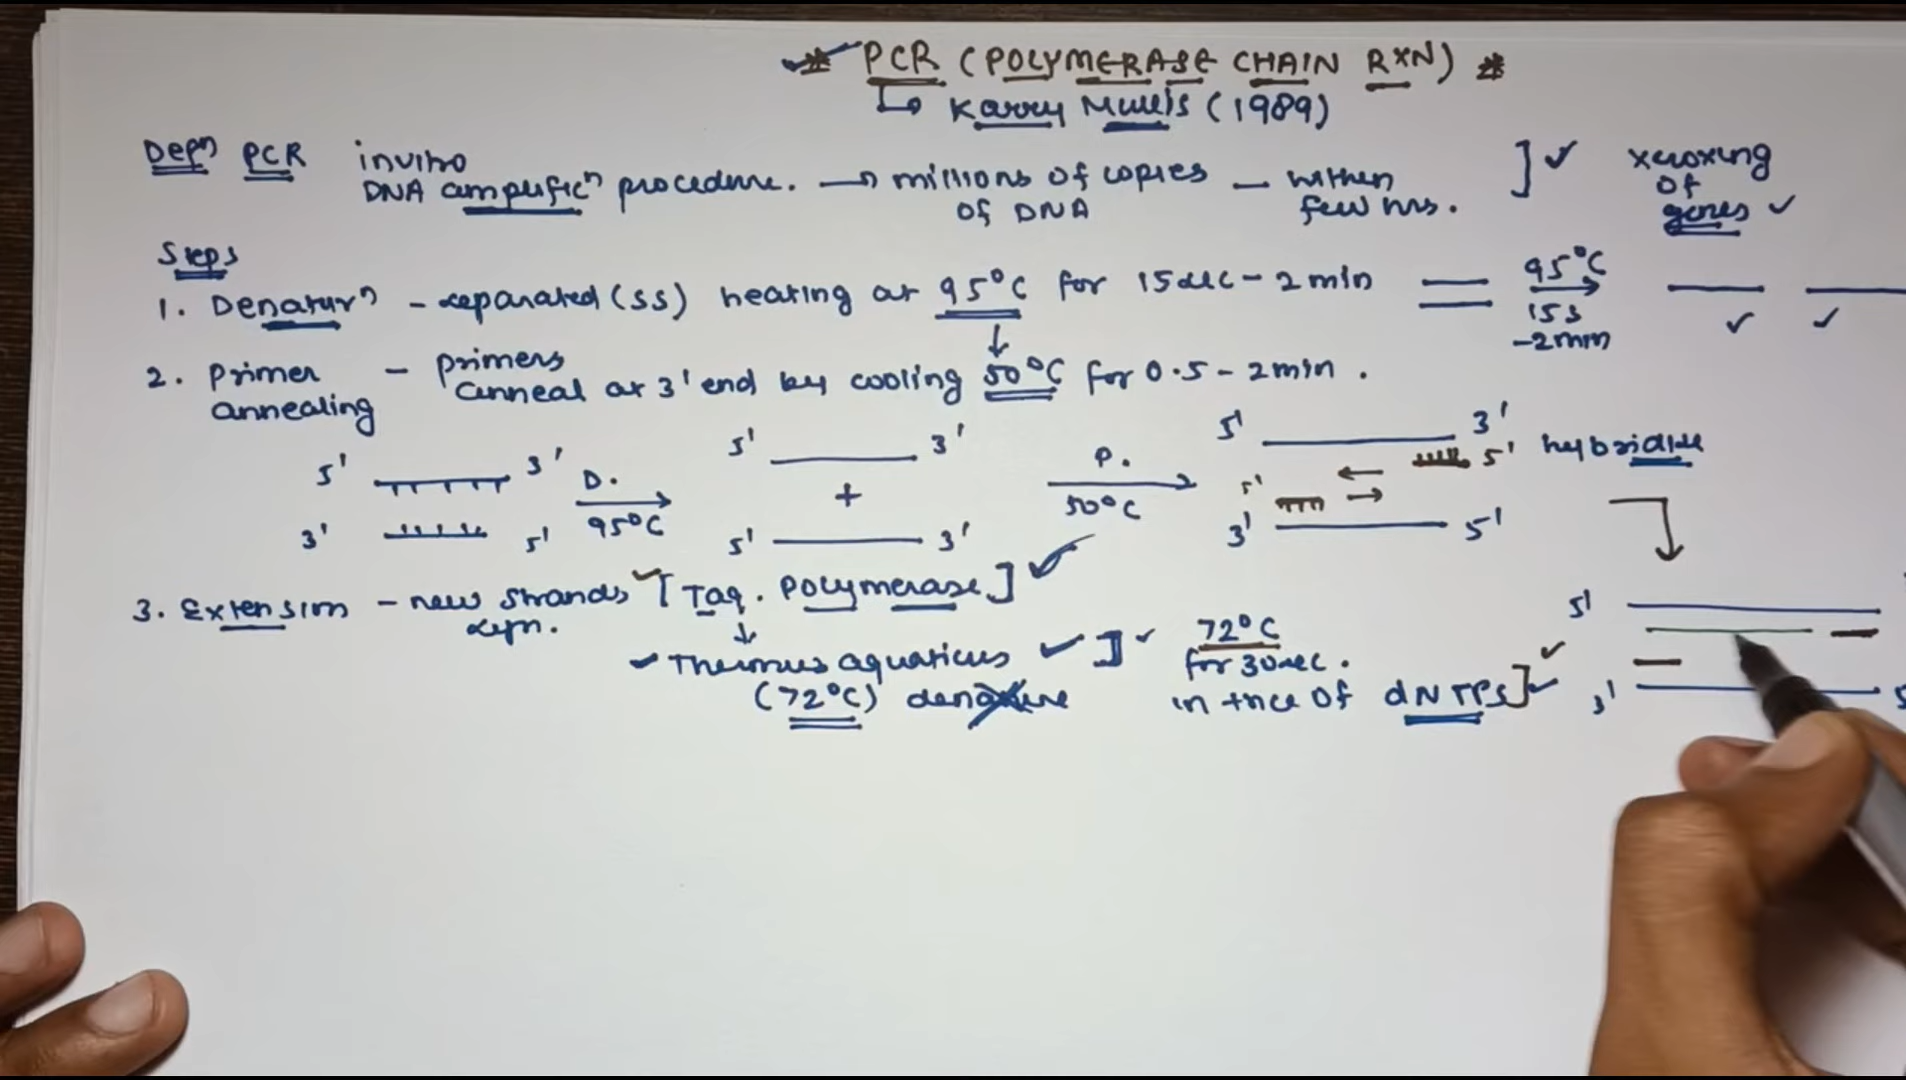 * PCR (POLYMERASE CHAIN RXN) *
↳ Karry Mullis (1989)
Defⁿ PCR invitro
DNA amplificⁿ procedure. → millions of copies of DNA – within few hrs. ] ✓ xeroxing of genes ✓
Steps
1. Denaturⁿ - separated (ss) heating at 95°C for 15sec - 2min
95°C
15s
-2min
2. Primer annealing - primers anneal at 3' end by cooling 50°C for 0.5 - 2min.
5' 3' D. 5' 3' P. 5' 3'
95°C + 50°C 5' 5' hybridize
3' 5' 5' 3' 3' 5'
3. Extension - new strands syn. [Taq. polymerase] ✓
Thermus aquaticus ✓ ] ✓ 72°C
(72°C) denature for 30sec.
in +nce of dNTPs] ✓
5'
3' 5